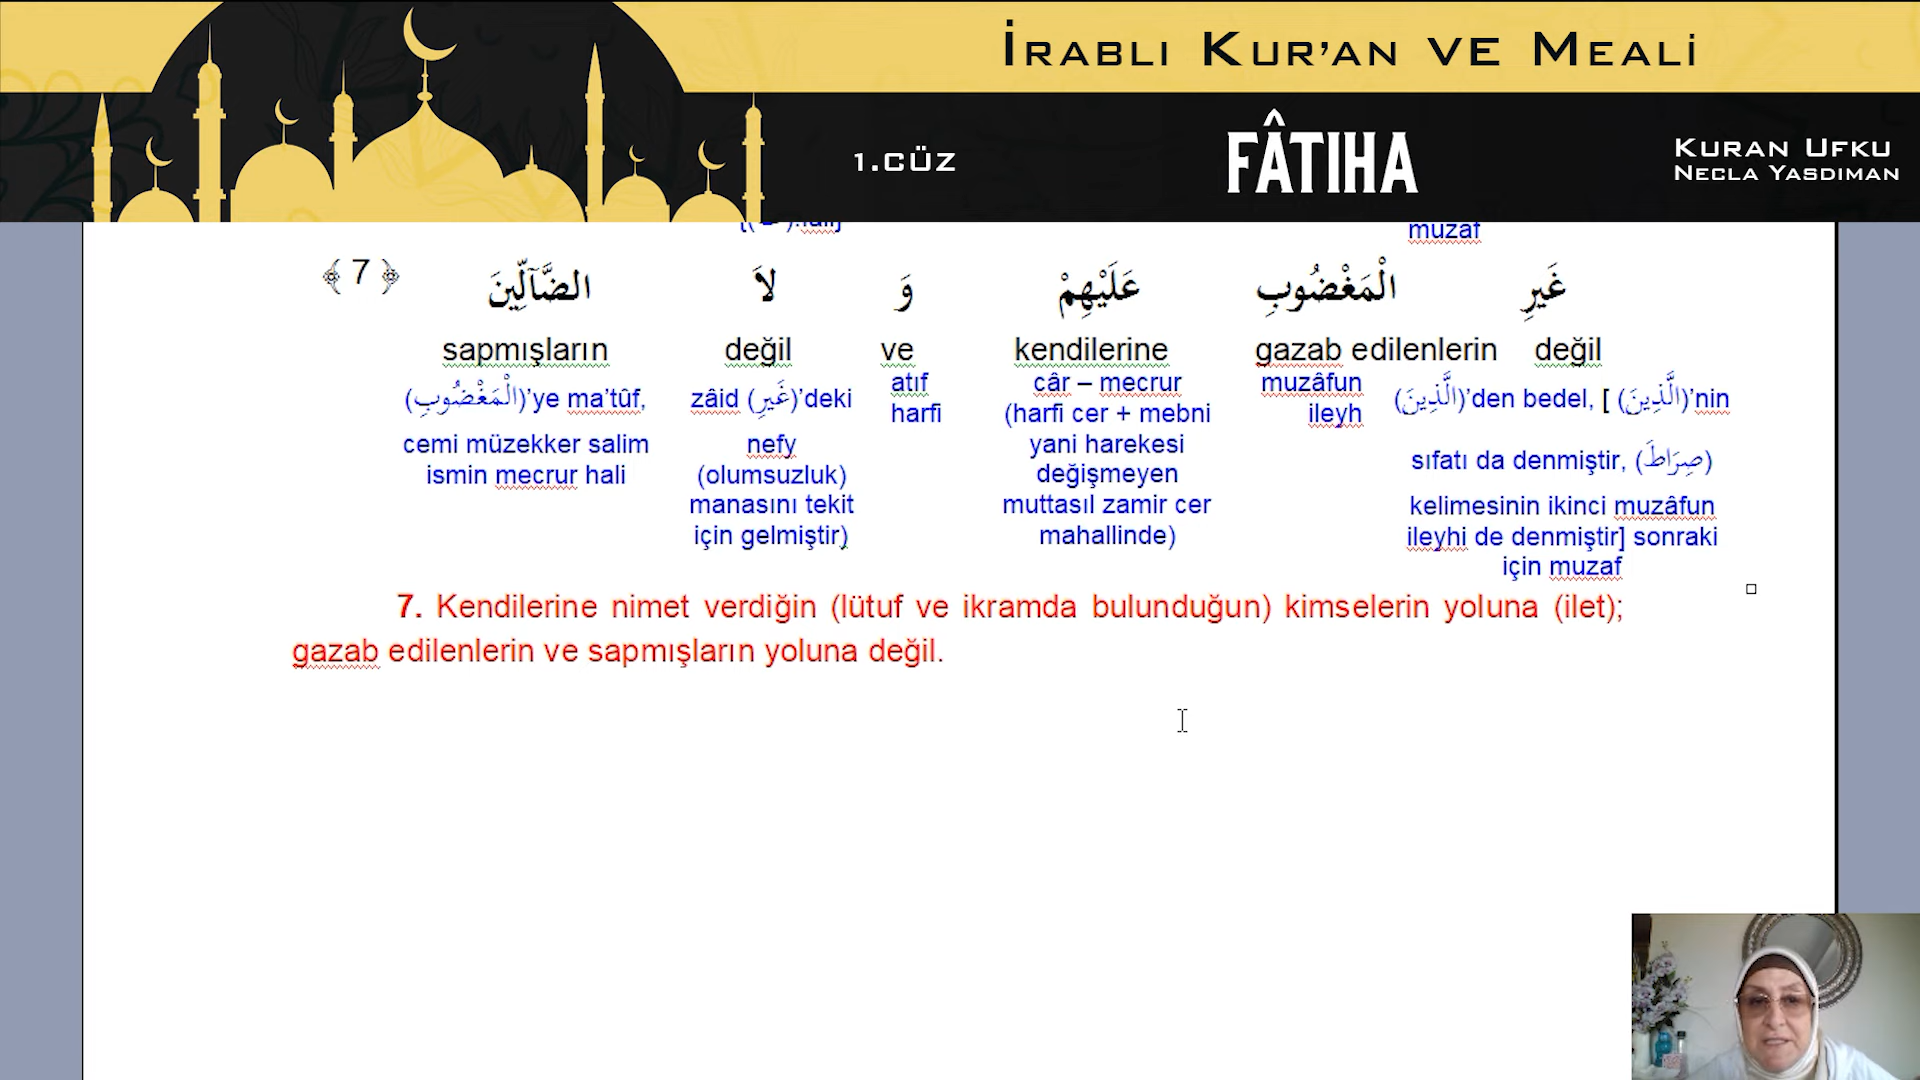 İRABLI KUR’AN VE MEALİ
1.CÜZ
FÂTIHA
KURAN UFKU
NECLA YASDIMAN
muzaf
غَيرِ الْمَغْضُوبِ عَلَيْهِمْ وَ لاَ الضَّآلِّينَ ﴿7﴾
değil
gazab edilenlerin
kendilerine
ve
değil
sapmışların
(الَّذِينَ)’den bedel, [ (الَّذِينَ)’nin
sıfatı da denmiştir, (صِرَاطَ)
kelimesinin ikinci muzâfun
ileyhi de denmiştir] sonraki
için muzaf
muzâfun
ileyh
câr – mecrur
(harfi cer + mebni
yani harekesi
değişmeyen
muttasıl zamir cer
mahallinde)
atıf
harfi
zâid (غَيرِ)’deki
nefy
(olumsuzluk)
manasını tekit
için gelmiştir)
(الْمَغْضُوبِ)’ye ma’tûf,
cemi müzekker salim
ismin mecrur hali
7. Kendilerine nimet verdiğin (lütuf ve ikramda bulunduğun) kimselerin yoluna (ilet);
gazab edilenlerin ve sapmışların yoluna değil.